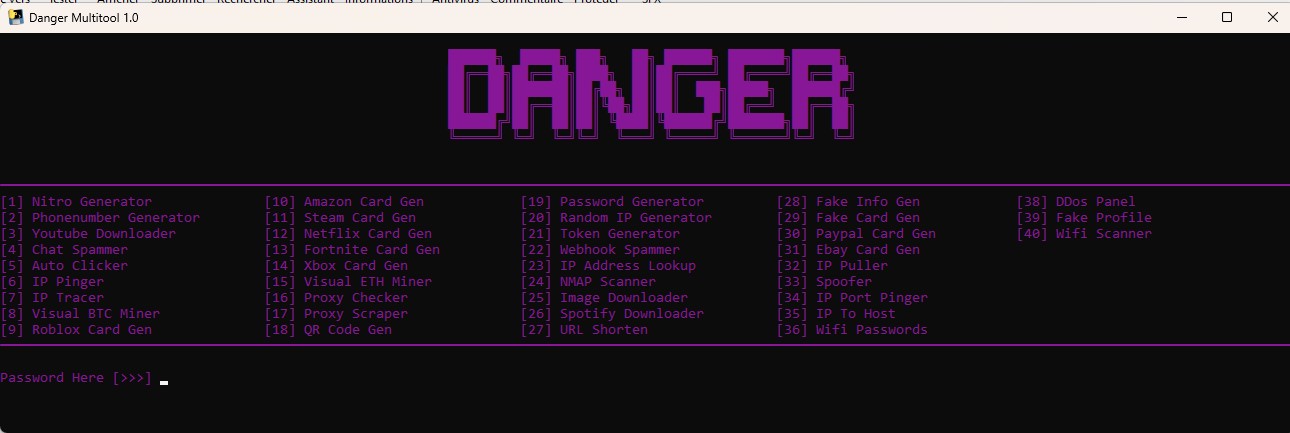 Danger Multitool 1.0
DANGER
[1] Nitro Generator [10] Amazon Card Gen [19] Password Generator [28] Fake Info Gen [38] DDos Panel
[2] Phonenumber Generator [11] Steam Card Gen [20] Random IP Generator [29] Fake Card Gen [39] Fake Profile
[3] Youtube Downloader [12] Netflix Card Gen [21] Token Generator [30] Paypal Card Gen [40] Wifi Scanner
[4] Chat Spammer [13] Fortnite Card Gen [22] Webhook Spammer [31] Ebay Card Gen
[5] Auto Clicker [14] Xbox Card Gen [23] IP Address Lookup [32] IP Puller
[6] IP Pinger [15] Visual ETH Miner [24] NMAP Scanner [33] Spoofer
[7] IP Tracer [16] Proxy Checker [25] Image Downloader [34] IP Port Pinger
[8] Visual BTC Miner [17] Proxy Scraper [26] Spotify Downloader [35] IP To Host
[9] Roblox Card Gen [18] QR Code Gen [27] URL Shorten [36] Wifi Passwords
Password Here [>>>]